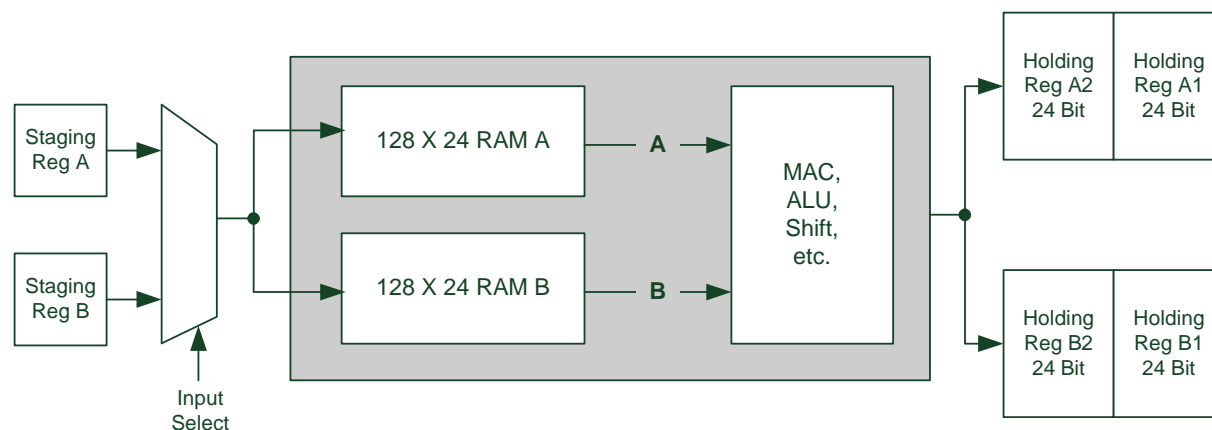 Staging
Reg A
Staging
Reg B
Input
Select
128 X 24 RAM A
128 X 24 RAM B
A
B
MAC,
ALU,
Shift,
etc.
Holding
Reg A2
24 Bit
Holding
Reg A1
24 Bit
Holding
Reg B2
24 Bit
Holding
Reg B1
24 Bit